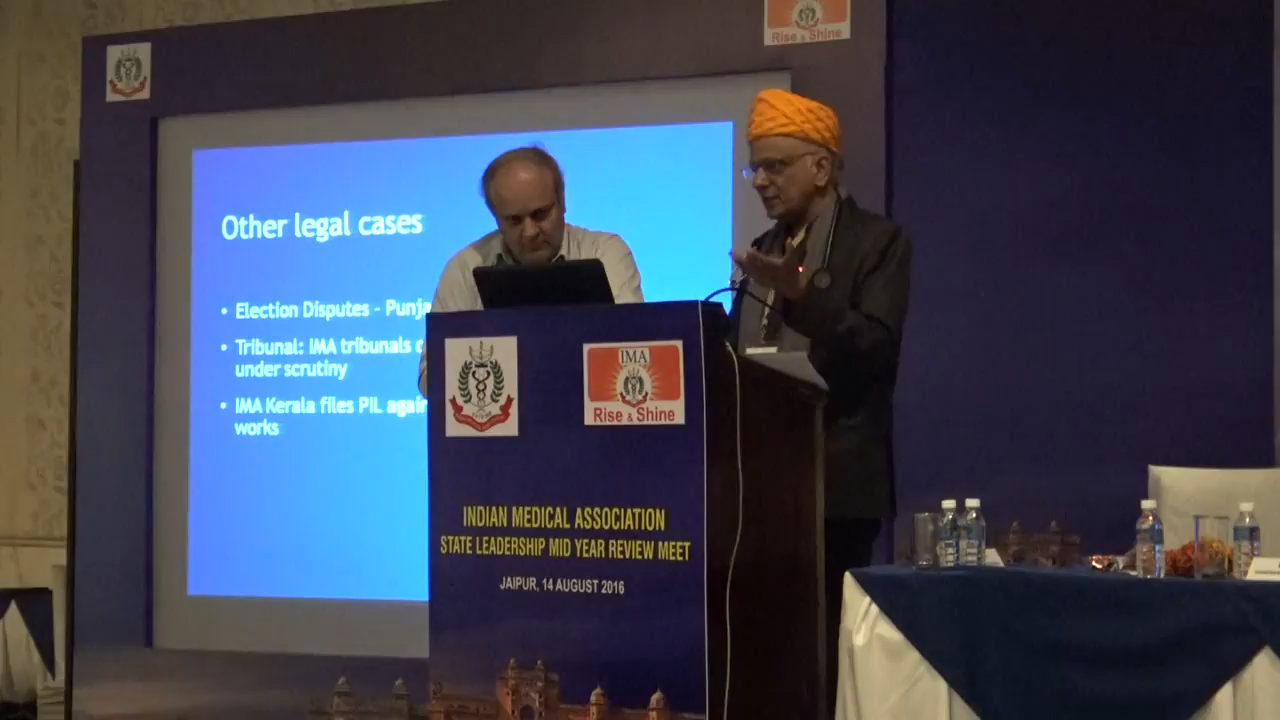 Rise & Shine
Other legal cases
• Election Disputes - Punja
• Tribunal: IMA tribunals
under scrutiny
• IMA Kerala files PIL again
works
IMA
Rise & Shine
INDIAN MEDICAL ASSOCIATION
STATE LEADERSHIP MID YEAR REVIEW MEET
JAIPUR, 14 AUGUST 2016